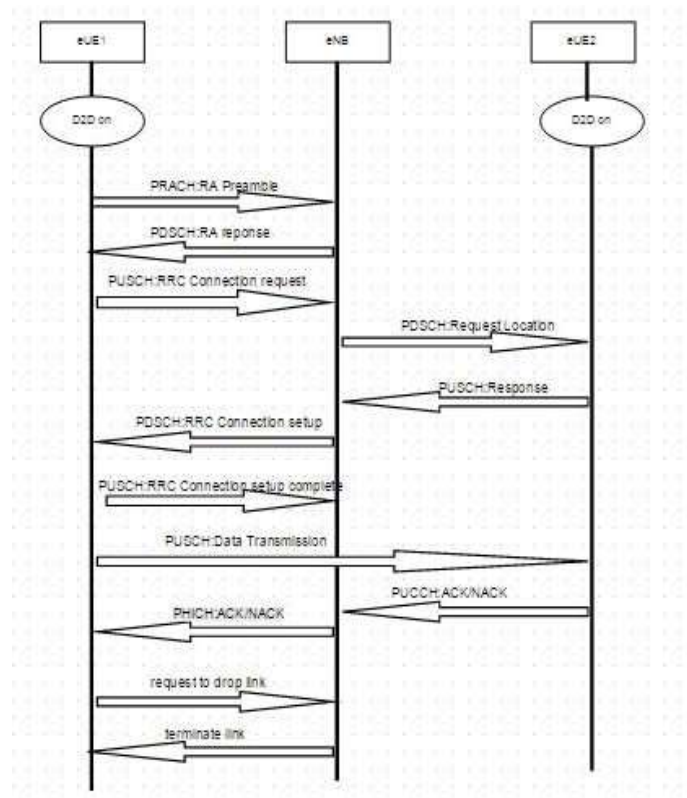 eUE1
eNB
eUE2
D2D on
D2D on
PRACH:RA Preamble
PDSCH:RA reponse
PUSCH:RRC Connection request
PDSCH:Request Location
PUSCH:Response
PDSCH:RRC Connection setup
PUSCH:RRC Connection setup complete
PUSCH:Data Transmission
PUCCH:ACK/NACK
PHICH:ACK/NACK
request to drop link
terminate link